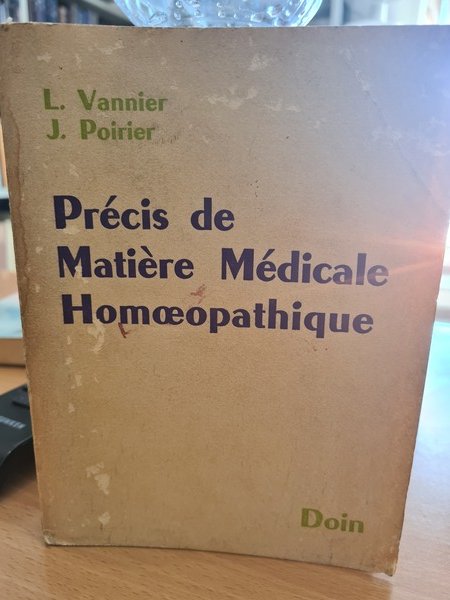 L. Vannier
J. Poirier
Précis de
Matière Médicale
Homœopathique
Doin